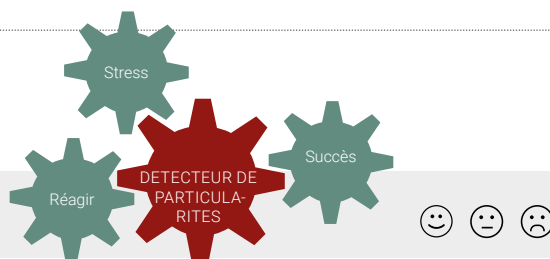 Stress
Succès
DETECTEUR DE
PARTICULA-
RITES
Réagir